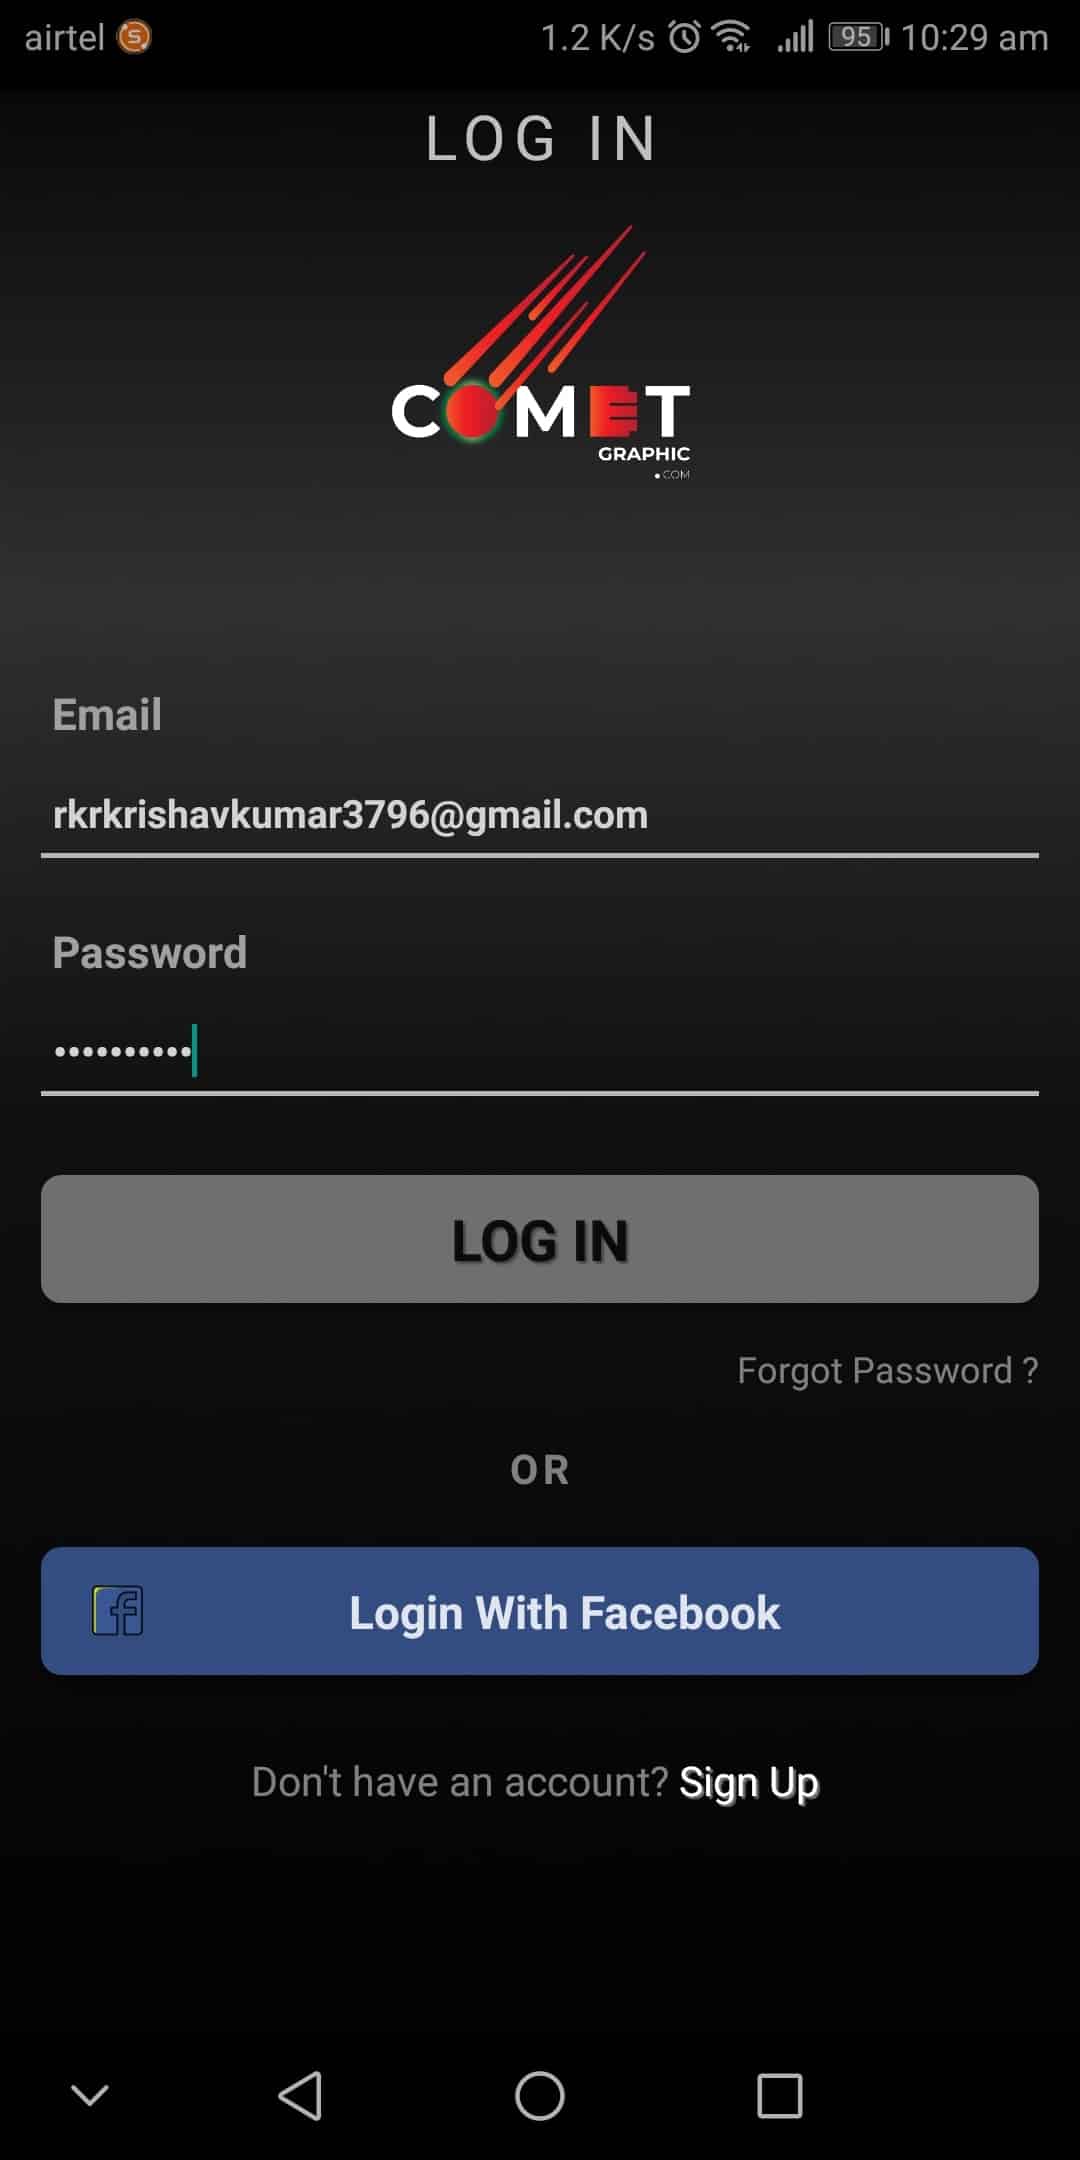 airtel 1.2 K/s 95 10:29 am
LOG IN
COMET
GRAPHIC
.COM
Email
rkrkrishavkumar3796@gmail.com
Password
LOG IN
Forgot Password ?
OR
Login With Facebook
Don't have an account? Sign Up